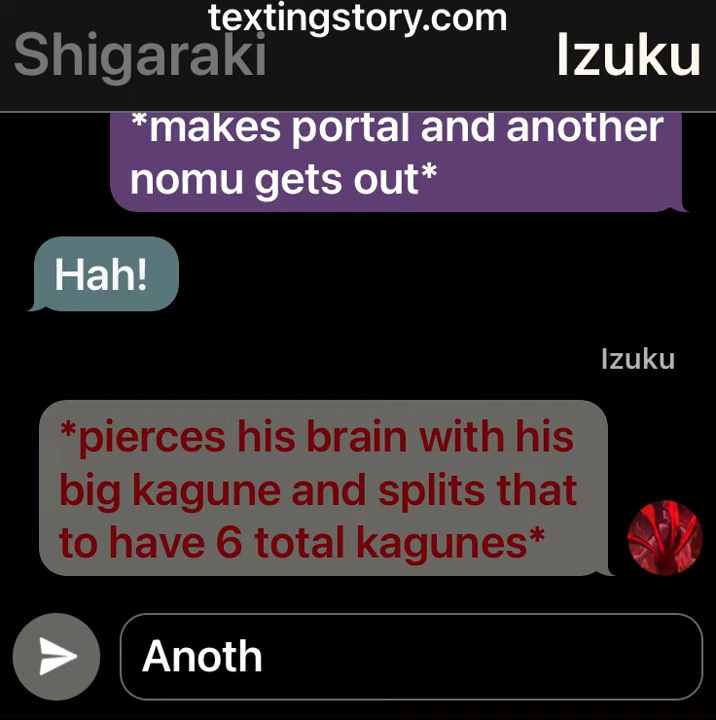 textingstory.com
Shigaraki
Izuku
*makes portal and another
nomu gets out*
Hah!
Izuku
*pierces his brain with his
big kagune and splits that
to have 6 total kagunes*
Anoth